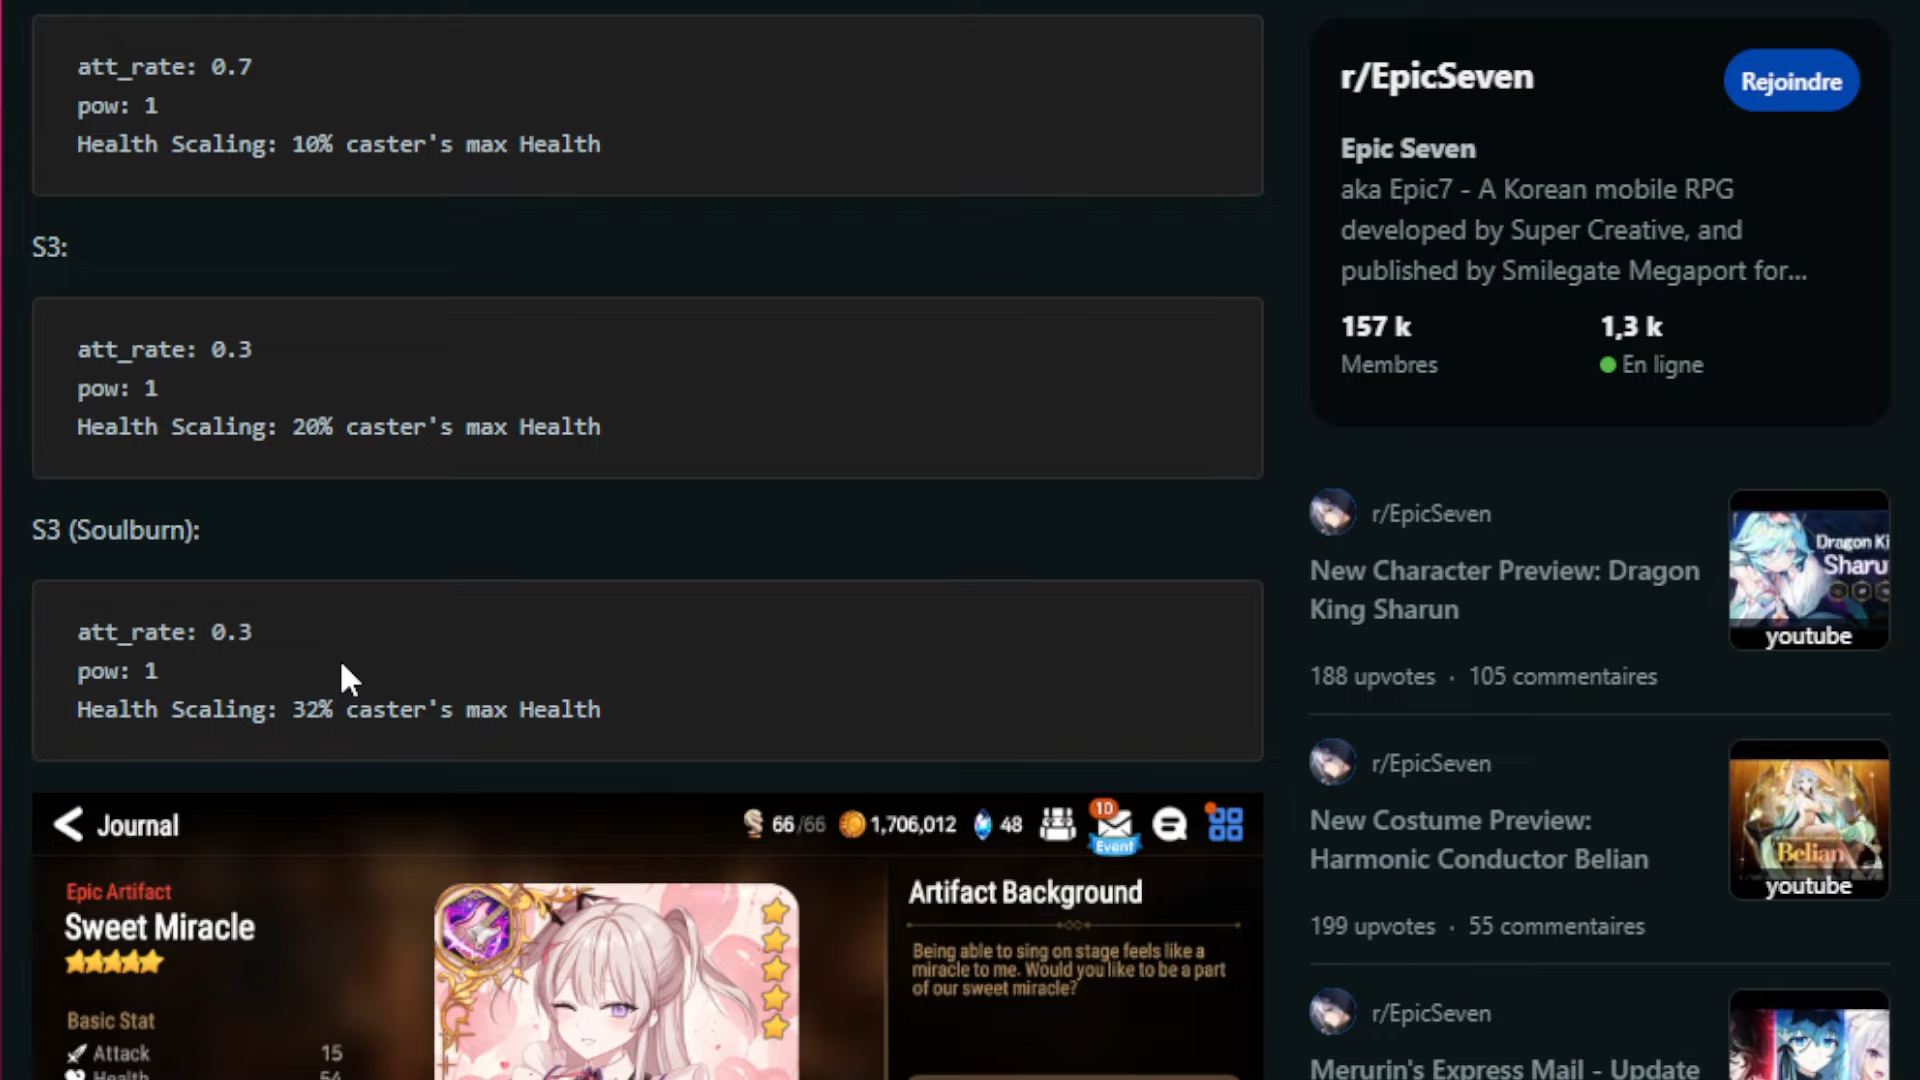 att_rate: 0.7
pow: 1
Health Scaling: 10% caster's max Health
S3:
att_rate: 0.3
pow: 1
Health Scaling: 20% caster's max Health
S3 (Soulburn):
att_rate: 0.3
pow: 1
Health Scaling: 32% caster's max Health
Journal
66/66
1,706,012
48
10
Event
Epic Artifact
Sweet Miracle
Basic Stat
Attack 15
Health 54
Artifact Background
Being able to sing on stage feels like a
miracle to me. Would you like to be a part
of our sweet miracle?
r/EpicSeven
Rejoindre
Epic Seven
aka Epic7 - A Korean mobile RPG
developed by Super Creative, and
published by Smilegate Megaport for...
157 k
1,3 k
Membres
En ligne
r/EpicSeven
New Character Preview: Dragon
King Sharun
Dragon Ki
Sharu
youtube
188 upvotes · 105 commentaires
r/EpicSeven
New Costume Preview:
Harmonic Conductor Belian
Belian
youtube
199 upvotes · 55 commentaires
r/EpicSeven
Merurin's Express Mail - Update